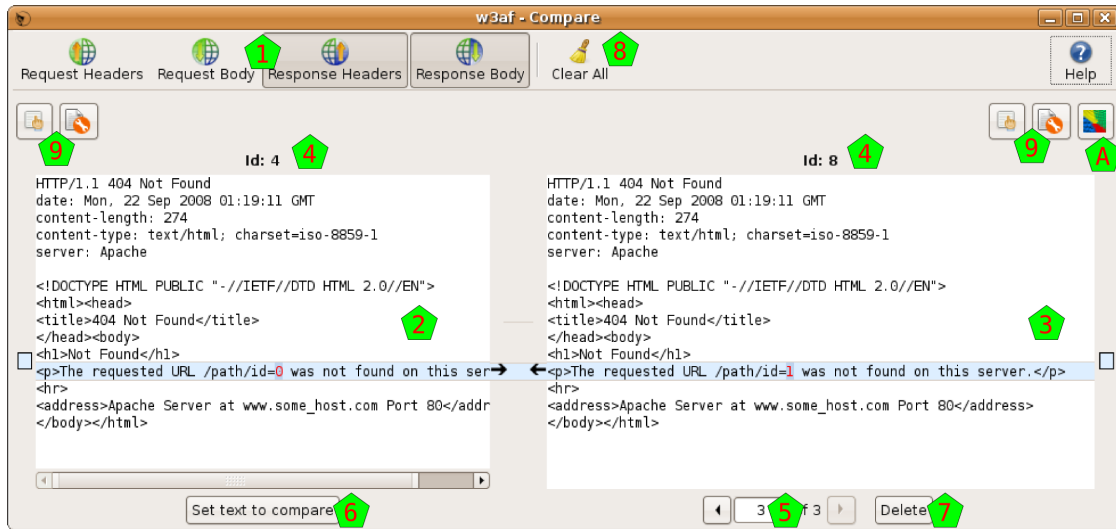 w3af - Compare
1
8
Request Headers Request Body Response Headers Response Body Clear All Help
9
9
A
Id: 4
4
Id: 8
4
HTTP/1.1 404 Not Found
date: Mon, 22 Sep 2008 01:19:11 GMT
content-length: 274
content-type: text/html; charset=iso-8859-1
server: Apache
<!DOCTYPE HTML PUBLIC "-//IETF//DTD HTML 2.0//EN">
<html><head>
<title>404 Not Found</title>
</head><body>
<h1>Not Found</h1>
<p>The requested URL /path/id=0 was not found on this ser
<hr>
<address>Apache Server at www.some_host.com Port 80</addr
</body></html>
2
HTTP/1.1 404 Not Found
date: Mon, 22 Sep 2008 01:19:11 GMT
content-length: 274
content-type: text/html; charset=iso-8859-1
server: Apache
<!DOCTYPE HTML PUBLIC "-//IETF//DTD HTML 2.0//EN">
<html><head>
<title>404 Not Found</title>
</head><body>
<h1>Not Found</h1>
<p>The requested URL /path/id=1 was not found on this server.</p>
<hr>
<address>Apache Server at www.some_host.com Port 80</address>
</body></html>
3
Set text to compare
6
3
5
f 3
Delete
7